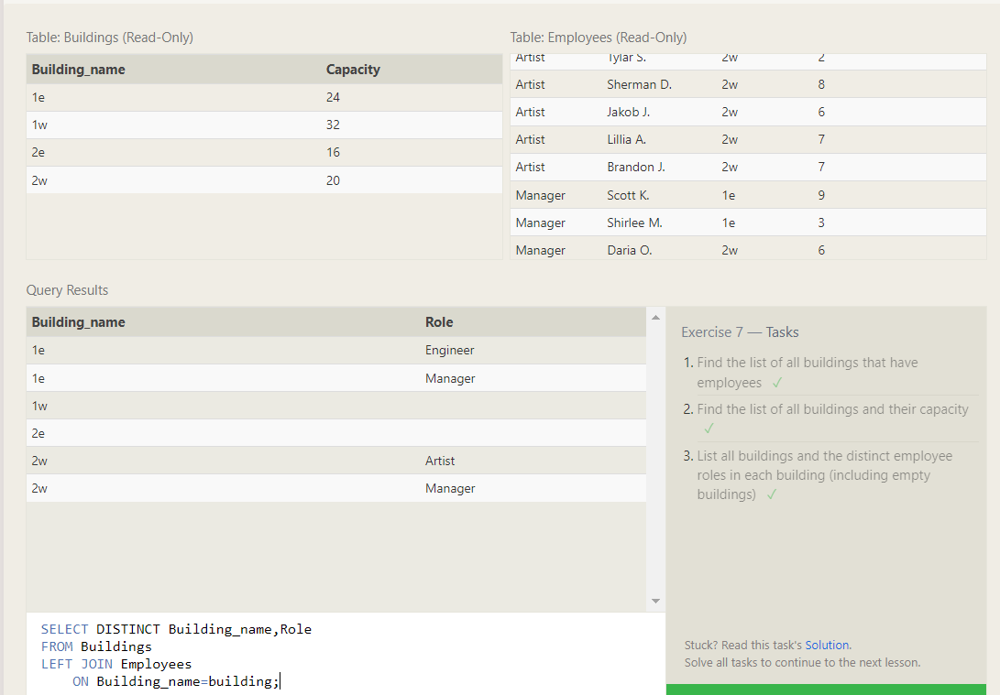 Table: Buildings (Read-Only)
Building_name Capacity
1e 24
1w 32
2e 16
2w 20
Table: Employees (Read-Only)
Artist Tylar S. 2w 2
Artist Sherman D. 2w 8
Artist Jakob J. 2w 6
Artist Lillia A. 2w 7
Artist Brandon J. 2w 7
Manager Scott K. 1e 9
Manager Shirlee M. 1e 3
Manager Daria O. 2w 6
Query Results
Building_name Role
1e Engineer
1e Manager
1w
2e
2w Artist
2w Manager
SELECT DISTINCT Building_name,Role
FROM Buildings
LEFT JOIN Employees
ON Building_name=building;
Exercise 7 — Tasks
1. Find the list of all buildings that have
employees ✓
2. Find the list of all buildings and their capacity
✓
3. List all buildings and the distinct employee
roles in each building (including empty
buildings) ✓
Stuck? Read this task's Solution.
Solve all tasks to continue to the next lesson.